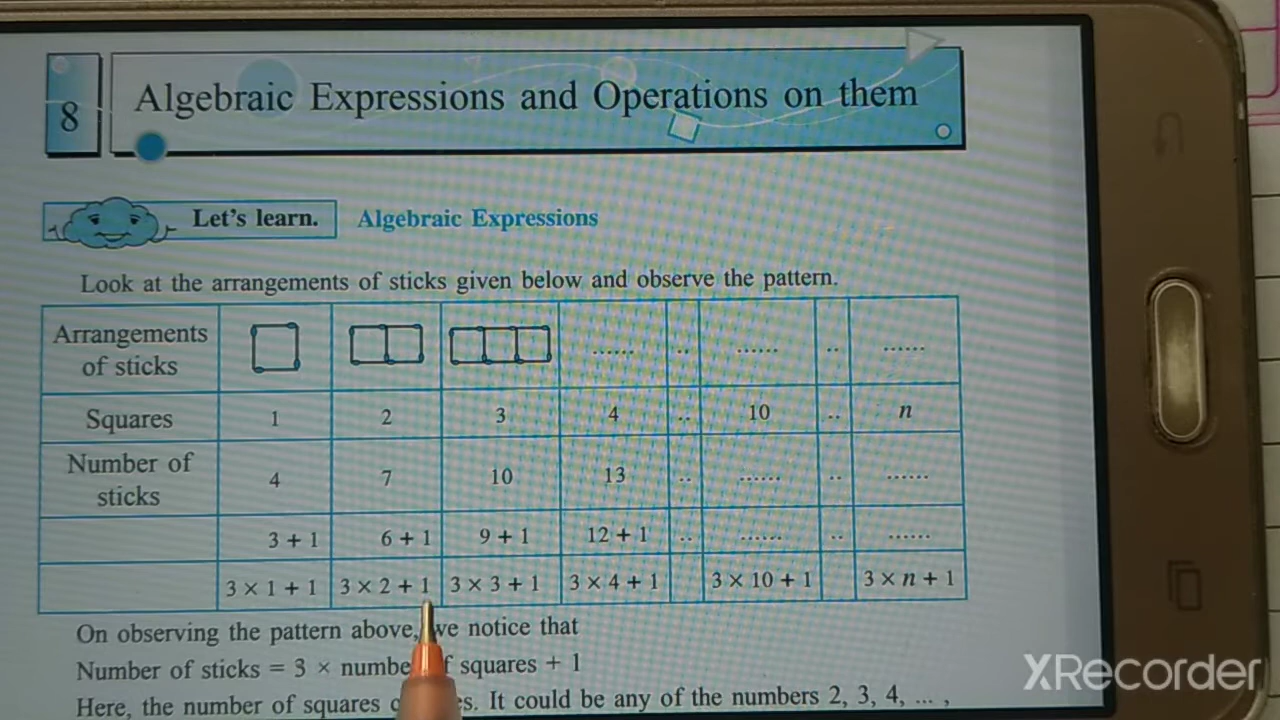 8 Algebraic Expressions and Operations on them
Let's learn. Algebraic Expressions
Look at the arrangements of sticks given below and observe the pattern.
Arrangements of sticks ...... .. ...... .. ......
Squares 1 2 3 4 .. 10 .. n
Number of sticks 4 7 10 13 .. ...... .. ......
3 + 1 6 + 1 9 + 1 12 + 1 .. ...... .. ......
3 × 1 + 1 3 × 2 + 1 3 × 3 + 1 3 × 4 + 1 3 × 10 + 1 3 × n + 1
On observing the pattern above, we notice that
Number of sticks = 3 × number of squares + 1
Here, the number of squares It could be any of the numbers 2, 3, 4, ... ,
XRecorder